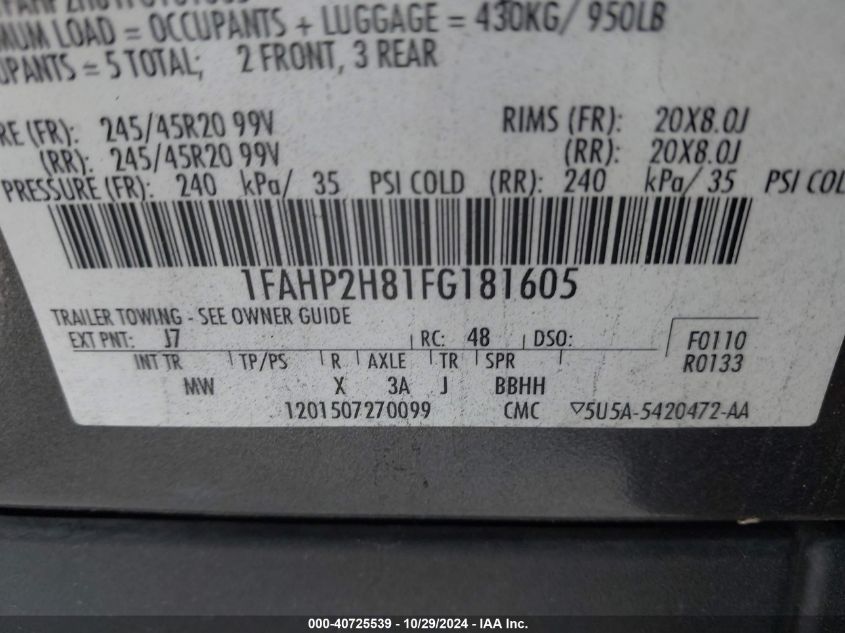 MUM LOAD = OCCUPANTS + LUGGAGE = 430KG/ 950LB
UPANTS = 5 TOTAL; 2 FRONT, 3 REAR
RE (FR): 245/45R20 99V RIMS (FR): 20X8.0J
(RR): 245/45R20 99V (RR): 20X8.0J
PRESSURE (FR): 240 kPa/ 35 PSI COLD (RR): 240 kPa/ 35 PSI COL
1FAHP2H81FG181605
TRAILER TOWING - SEE OWNER GUIDE
EXT PNT: J7 RC: 48 DSO: F0110
INT TR TP/PS R AXLE TR SPR R0133
MW X 3A J BBHH
1201507270099 CMC ▽5U5A-5420472-AA
000-40725539 - 10/29/2024 - IAA Inc.